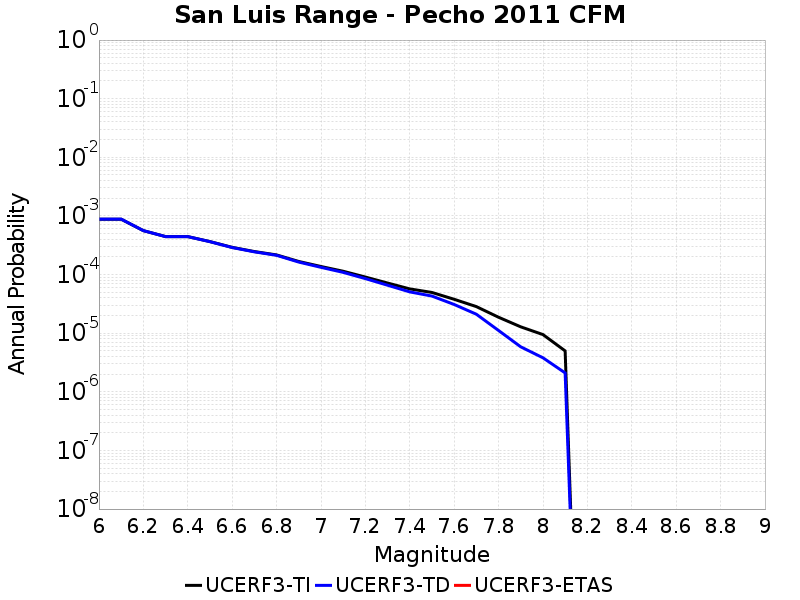 San Luis Range - Pecho 2011 CFM
Annual Probability
10^0
10^-1
10^-2
10^-3
10^-4
10^-5
10^-6
10^-7
10^-8
6 6.2 6.4 6.6 6.8 7 7.2 7.4 7.6 7.8 8 8.2 8.4 8.6 8.8 9
Magnitude
UCERF3-TI UCERF3-TD UCERF3-ETAS